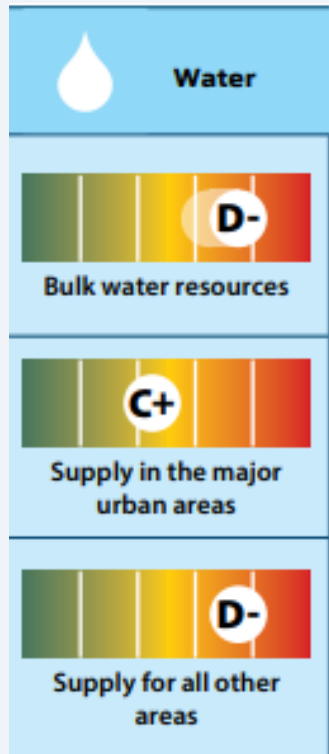 Water
D-
Bulk water resources
C+
Supply in the major
urban areas
D-
Supply for all other
areas